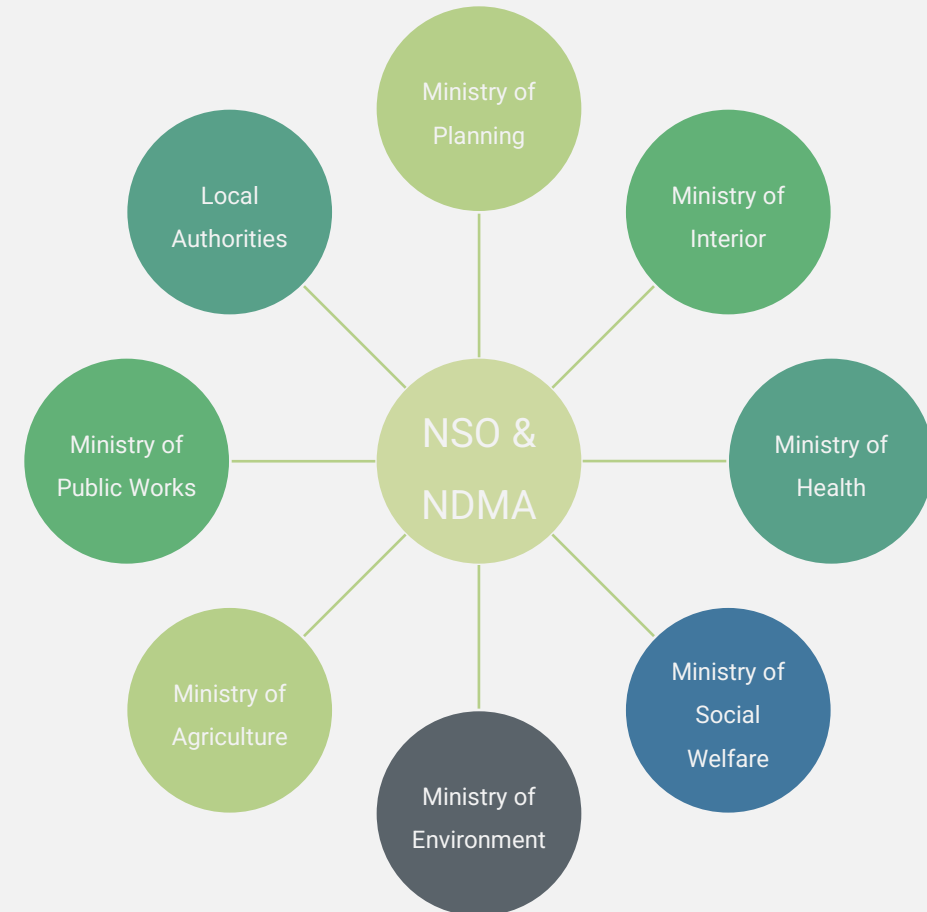 Ministry of
Planning
Local
Authorities
Ministry of
Interior
Ministry of
Public Works
NSO &
NDMA
Ministry of
Health
Ministry of
Agriculture
Ministry of
Social
Welfare
Ministry of
Environment